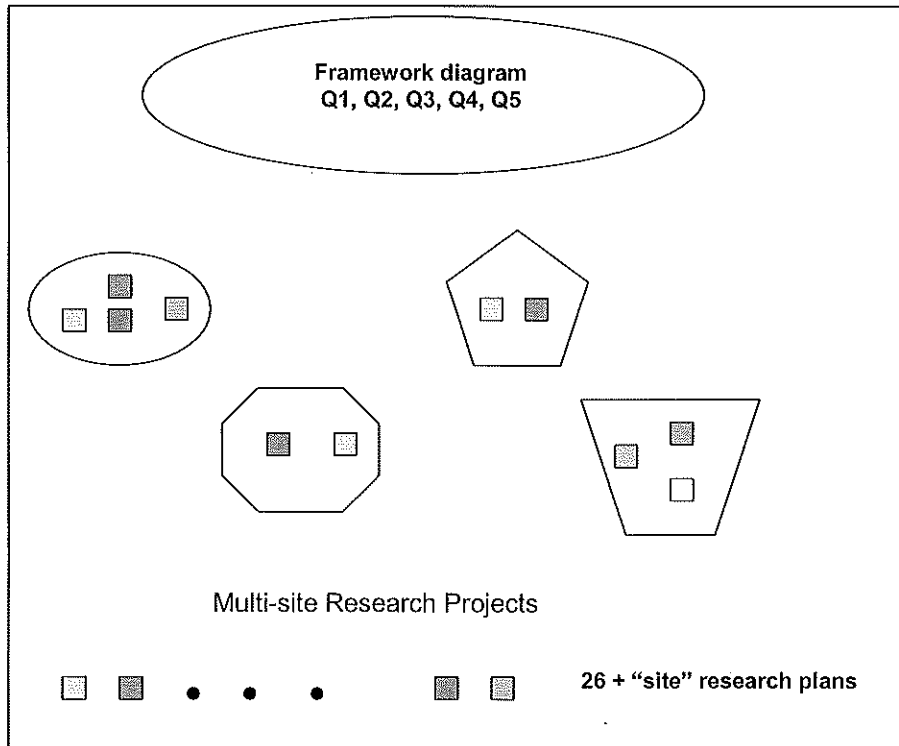 Framework diagram
Q1, Q2, Q3, Q4, Q5
Multi-site Research Projects
26 + “site” research plans